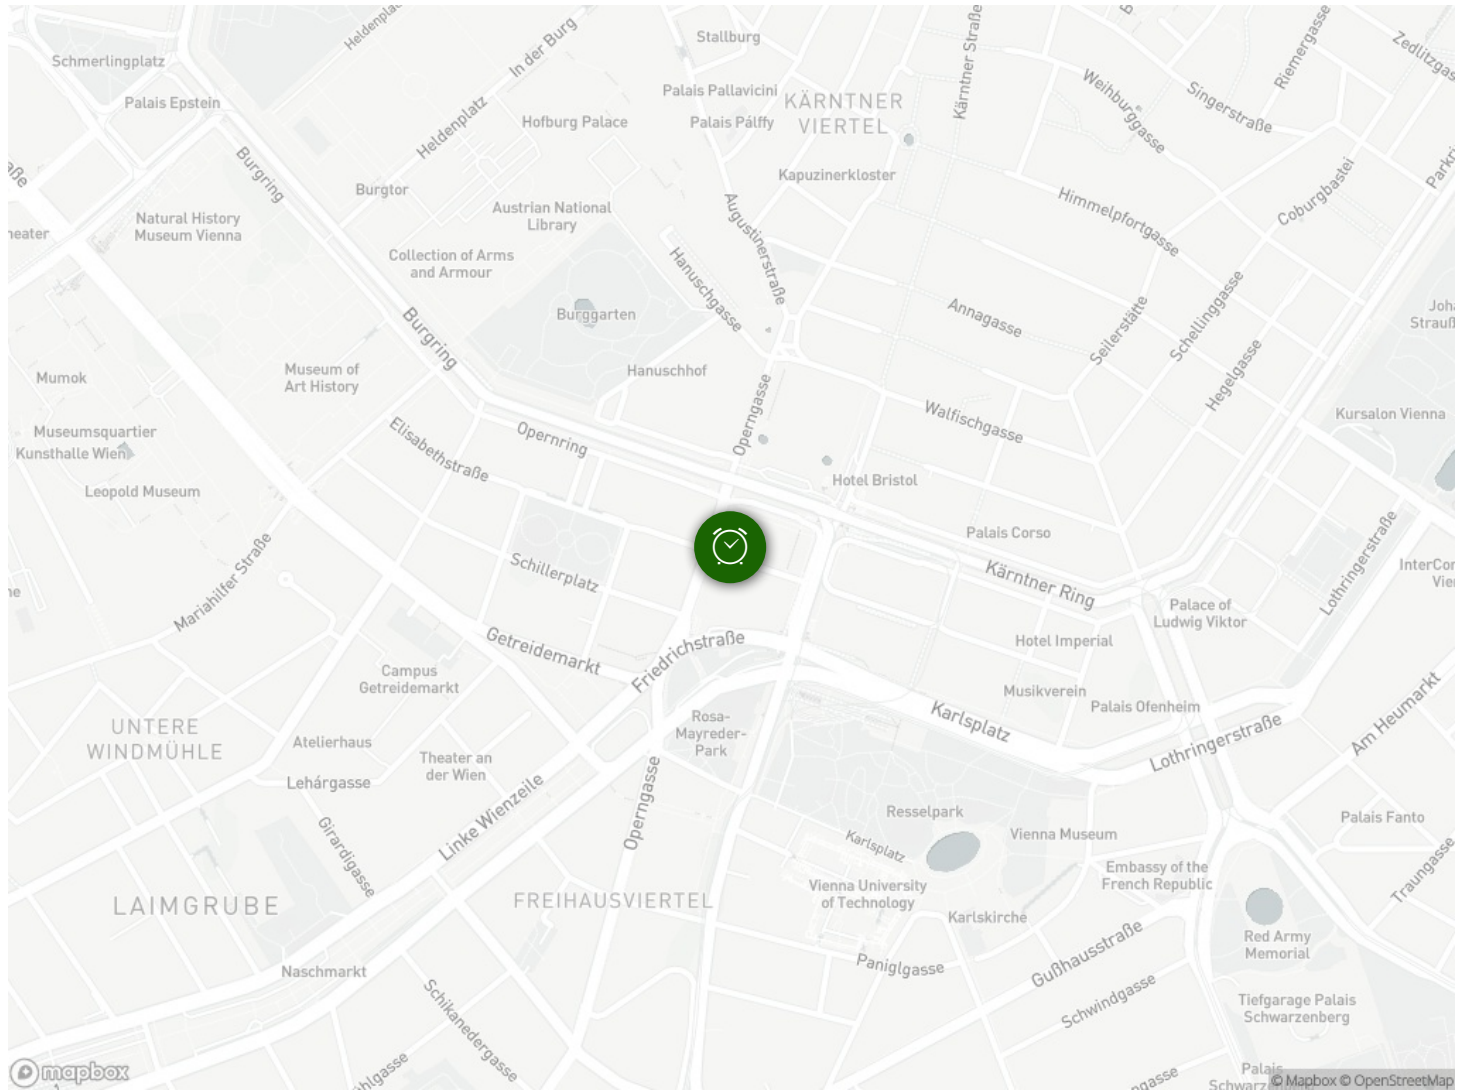 Schmerlingplatz
Palais Epstein
Heldenplatz
In der Burg
Heldenplatz
Hofburg Palace
Stallburg
Palais Pallavicini
Palais Pálffy
KÄRNTNER
VIERTEL
Kärntner Straße
Weihburggasse
Singerstraße
Riemergasse
Kapuzinerkloster
Himmelpfortgasse
Coburgbastei
Burgring
Burgtor
Natural History
Museum Vienna
Austrian National
Library
Augustinerstraße
Collection of Arms
and Armour
Hanuschgasse
Burggarten
Annagasse
Seilerstätte
Schellinggasse
Hegelgasse
Burgring
Museum of
Art History
Mumok
Hanuschhof
Operngasse
Walfischgasse
Kursalon Vienna
Museumsquartier
Kunsthalle Wien
Leopold Museum
Elisabethstraße
Opernring
Hotel Bristol
Palais Corso
Kärntner Ring
Lothringerstraße
Mariahilfer Straße
Schillerplatz
Palace of
Ludwig Viktor
Hotel Imperial
Getreidemarkt
Friedrichstraße
Campus
Getreidemarkt
Musikverein
Palais Ofenheim
Karlsplatz
Lothringerstraße
Am Heumarkt
UNTERE
WINDMÜHLE
Rosa-
Mayreder-
Park
Atelierhaus
Theater an
der Wien
Lehárgasse
Linke Wienzeile
Operngasse
Girardigasse
Resselpark
Karlsplatz
Vienna Museum
Palais Fanto
Embassy of the
French Republic
Traungasse
Vienna University
of Technology
LAIMGRUBE
FREIHAUSVIERTEL
Karlskirche
Red Army
Memorial
Gußhausstraße
Naschmarkt
Paniglgasse
Schikanedergasse
Schwindgasse
Tiefgarage Palais
Schwarzenberg
Palais
mapbox
© Mapbox © OpenStreetMap